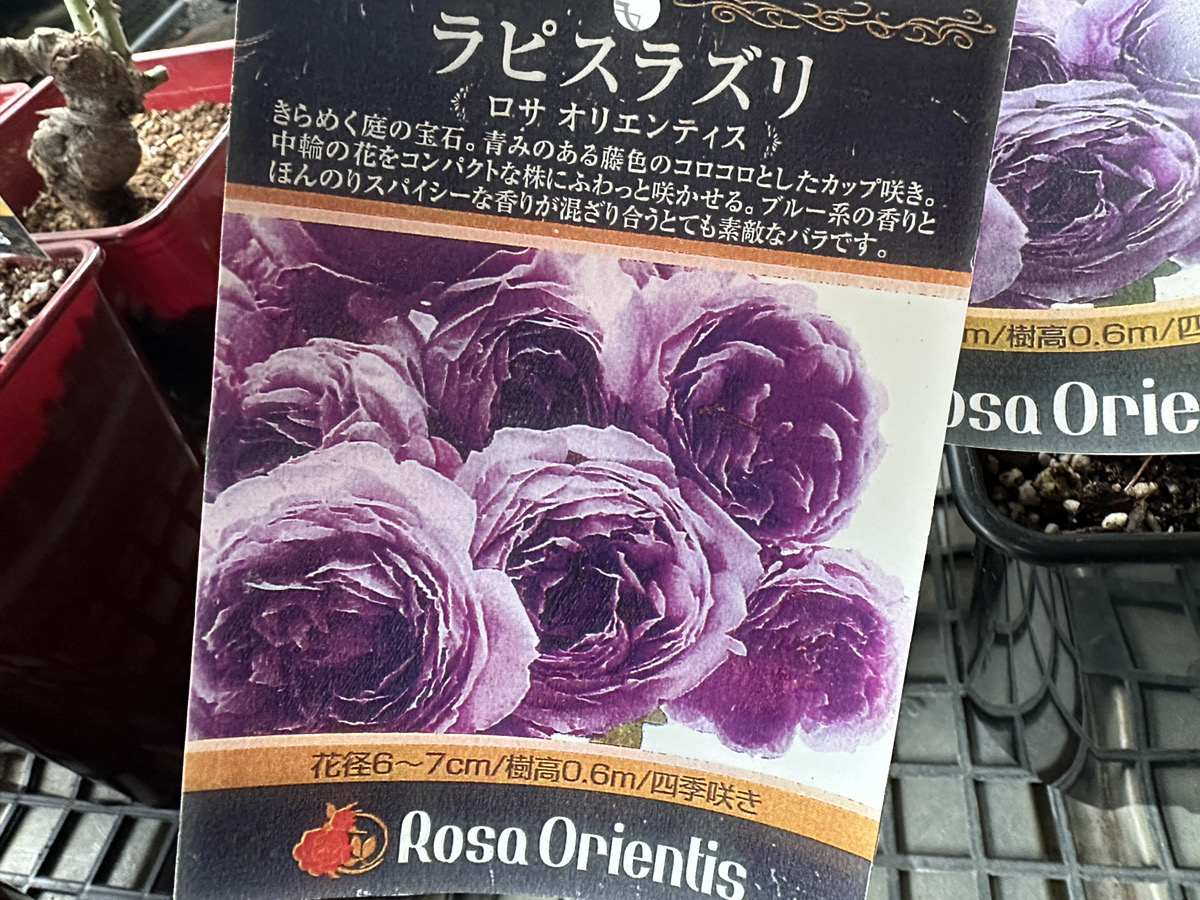 ラピスラズリ
ロサ オリエンティス
きらめく庭の宝石。青みのある藤色のコロコロとしたカップ咲き。
中輪の花をコンパクトな株にふわっと咲かせる。ブルー系の香りと
ほんのりスパイシーな香りが混ざり合うとても素敵なバラです。
花径6〜7cm/樹高0.6m/四季咲き
Rosa Orientis
m/樹高0.6m/四
osa Orie